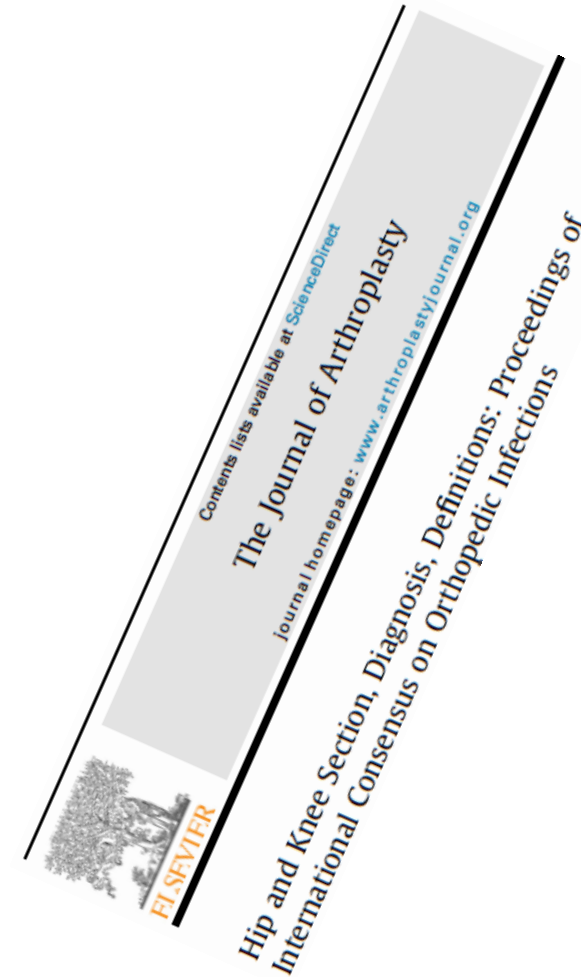 Contents lists available at ScienceDirect
The Journal of Arthroplasty
journal homepage: www.arthroplastyjournal.org
ELSEVIER
Hip and Knee Section, Diagnosis, Definitions: Proceedings of
International Consensus on Orthopedic Infections